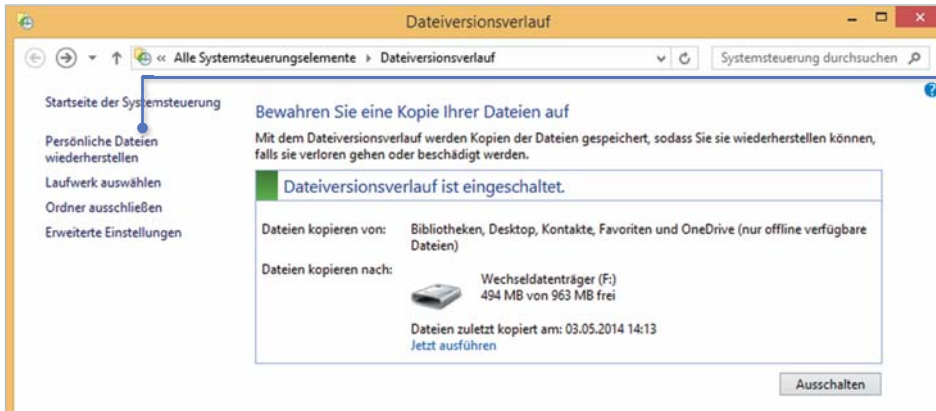 Dateiversionsverlauf
« Alle Systemsteuerungselemente ▸ Dateiversionsverlauf
Systemsteuerung durchsuchen
Startseite der Systemsteuerung
Persönliche Dateien
wiederherstellen
Laufwerk auswählen
Ordner ausschließen
Erweiterte Einstellungen
Bewahren Sie eine Kopie Ihrer Dateien auf
Mit dem Dateiversionsverlauf werden Kopien der Dateien gespeichert, sodass Sie sie wiederherstellen können,
falls sie verloren gehen oder beschädigt werden.
Dateiversionsverlauf ist eingeschaltet.
Dateien kopieren von: Bibliotheken, Desktop, Kontakte, Favoriten und OneDrive (nur offline verfügbare
Dateien)
Dateien kopieren nach:
Wechseldatenträger (F:)
494 MB von 963 MB frei
Dateien zuletzt kopiert am: 03.05.2014 14:13
Jetzt ausführen
Ausschalten